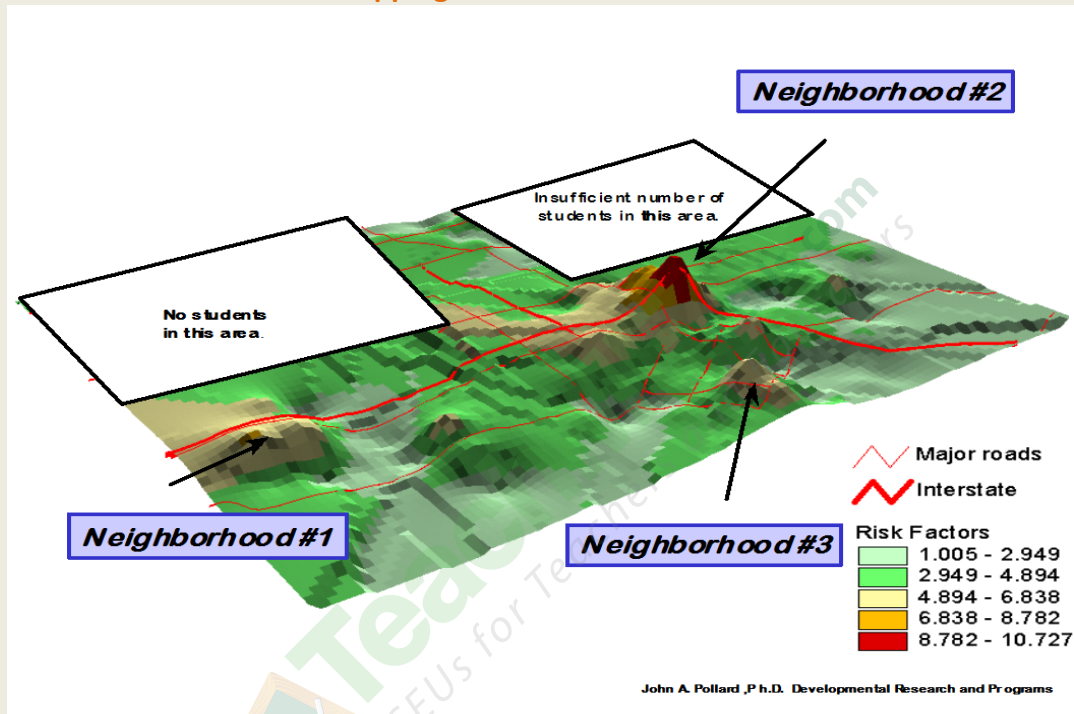 Neighborhood #2
Insufficient number of
students in this area.
No students
in this area.
Neighborhood #1
Neighborhood #3
Major roads
Interstate
Risk Factors
1.005 - 2.949
2.949 - 4.894
4.894 - 6.838
6.838 - 8.782
8.782 - 10.727
John A. Pollard ,Ph.D. Developmental Research and Programs